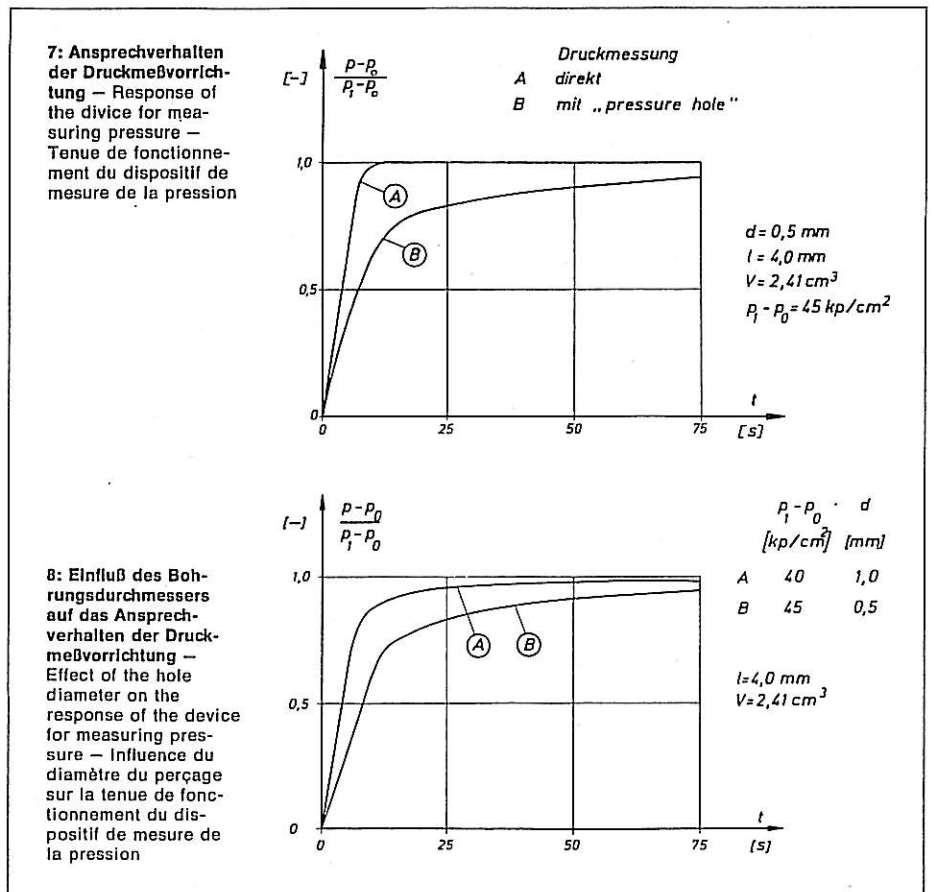 7: Ansprechverhalten
der Druckmeßvorrich-
tung — Response of
the divice for mea-
suring pressure —
Tenue de fonctionne-
ment du dispositif de
mesure de la pression
[-]
p-p₀
p₁-p₀
Druckmessung
A direkt
B mit „pressure hole"
1,0
0,5
0
A
B
d = 0,5 mm
l = 4,0 mm
V = 2,41 cm³
p₁ - p₀ = 45 kp/cm²
t
0 25 50 75 [s]
8: Einfluß des Boh-
rungsdurchmessers
auf das Ansprech-
verhalten der Druck-
meßvorrichtung —
Effect of the hole
diameter on the
response of the device
for measuring pres-
sure — Influence du
diamètre du perçage
sur la tenue de fonc-
tionnement du dis-
positif de mesure de
la pression
[-]
p-p₀
p₁-p₀
p₁-p₀ · d
[kp/cm²] [mm]
A 40 1,0
B 45 0,5
1,0
0,5
0
A
B
l=4,0 mm
V=2,41 cm³
t
0 25 50 75 [s]